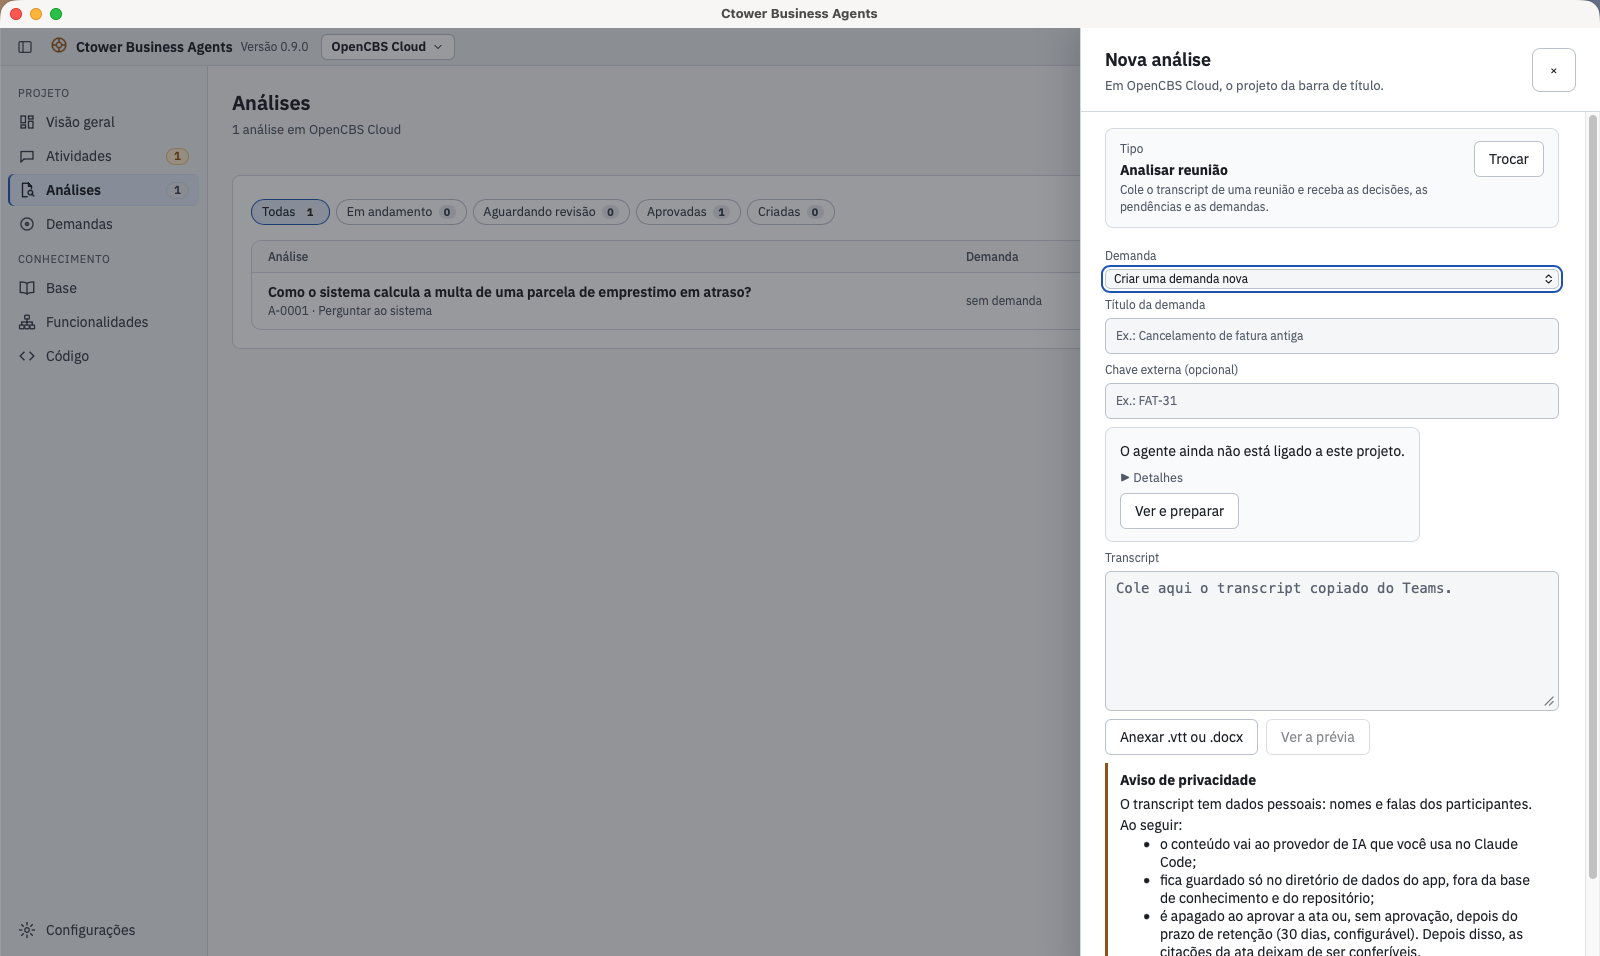 Ctower Business Agents
Ctower Business Agents Versão 0.9.0 OpenCBS Cloud
PROJETO
Visão geral
Atividades 1
Análises 1
Demandas
CONHECIMENTO
Base
Funcionalidades
Código
Configurações
Análises
1 análise em OpenCBS Cloud
Todas 1 Em andamento 0 Aguardando revisão 0 Aprovadas 1 Criadas 0
Análise Demanda
Como o sistema calcula a multa de uma parcela de emprestimo em atraso?
A-0001 · Perguntar ao sistema
sem demanda
Nova análise
Em OpenCBS Cloud, o projeto da barra de título.
×
Tipo
Analisar reunião
Cole o transcript de uma reunião e receba as decisões, as
pendências e as demandas.
Trocar
Demanda
Criar uma demanda nova
Título da demanda
Ex.: Cancelamento de fatura antiga
Chave externa (opcional)
Ex.: FAT-31
O agente ainda não está ligado a este projeto.
Detalhes
Ver e preparar
Transcript
Cole aqui o transcript copiado do Teams.
Anexar .vtt ou .docx Ver a prévia
Aviso de privacidade
O transcript tem dados pessoais: nomes e falas dos participantes.
Ao seguir:
• o conteúdo vai ao provedor de IA que você usa no Claude
Code;
• fica guardado só no diretório de dados do app, fora da base
de conhecimento e do repositório;
• é apagado ao aprovar a ata ou, sem aprovação, depois do
prazo de retenção (30 dias, configurável). Depois disso, as
citações da ata deixam de ser conferíveis.